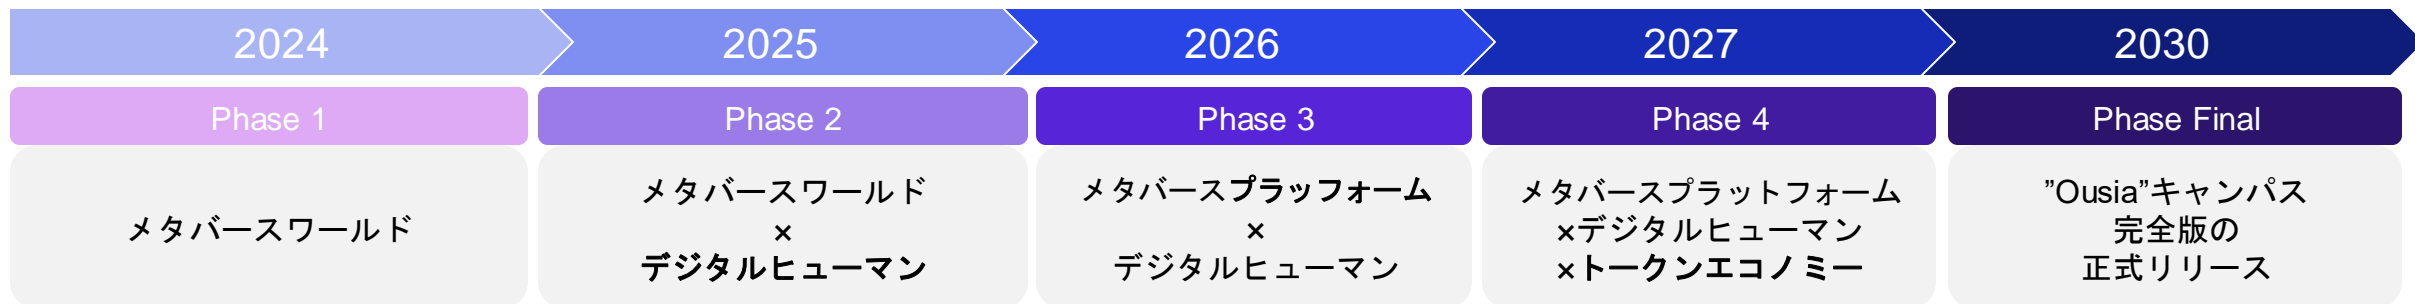 2024
2025
2026
2027
2030
Phase 1
Phase 2
Phase 3
Phase 4
Phase Final
メタバースワールド
メタバースワールド
×
デジタルヒューマン
メタバースプラッフォーム
×
デジタルヒューマン
メタバースプラットフォーム
×デジタルヒューマン
×トークンエコノミー
”Ousia”キャンパス
完全版の
正式リリース